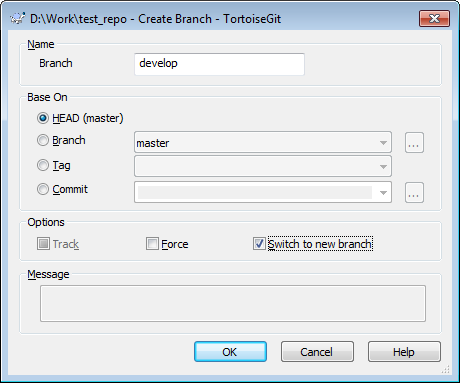 D:\Work\test_repo - Create Branch - TortoiseGit
Name
Branch
develop
Base On
HEAD (master)
Branch
master
...
Tag
Commit
...
Options
Track
Force
Switch to new branch
Message
OK
Cancel
Help